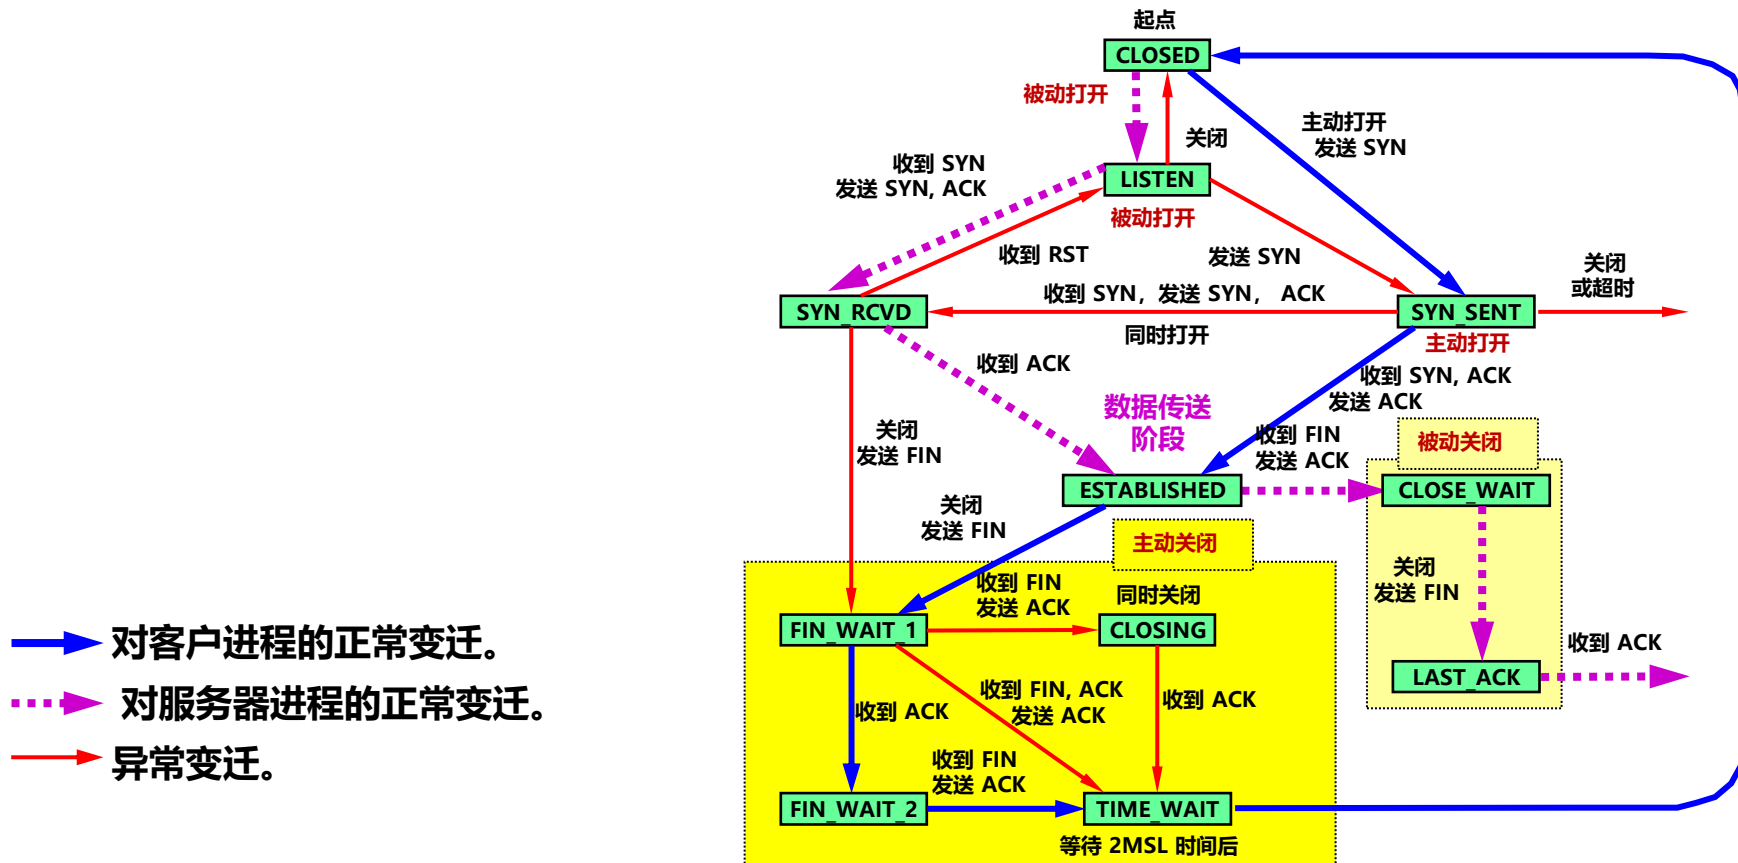 起点
CLOSED
被动打开
主动打开
发送 SYN
关闭
收到 SYN
发送 SYN, ACK
LISTEN
被动打开
收到 RST
发送 SYN
关闭
或超时
收到 SYN，发送 SYN， ACK
SYN_RCVD
SYN_SENT
同时打开
主动打开
收到 ACK
收到 SYN, ACK
发送 ACK
数据传送
阶段
关闭
发送 FIN
收到 FIN
发送 ACK
被动关闭
ESTABLISHED
CLOSE_WAIT
关闭
发送 FIN
主动关闭
收到 FIN
发送 ACK
同时关闭
关闭
发送 FIN
FIN_WAIT_1
CLOSING
收到 ACK
LAST_ACK
收到 FIN, ACK
发送 ACK
收到 ACK
收到 ACK
收到 FIN
发送 ACK
FIN_WAIT_2
TIME_WAIT
等待 2MSL 时间后
对客户进程的正常变迁。
对服务器进程的正常变迁。
异常变迁。